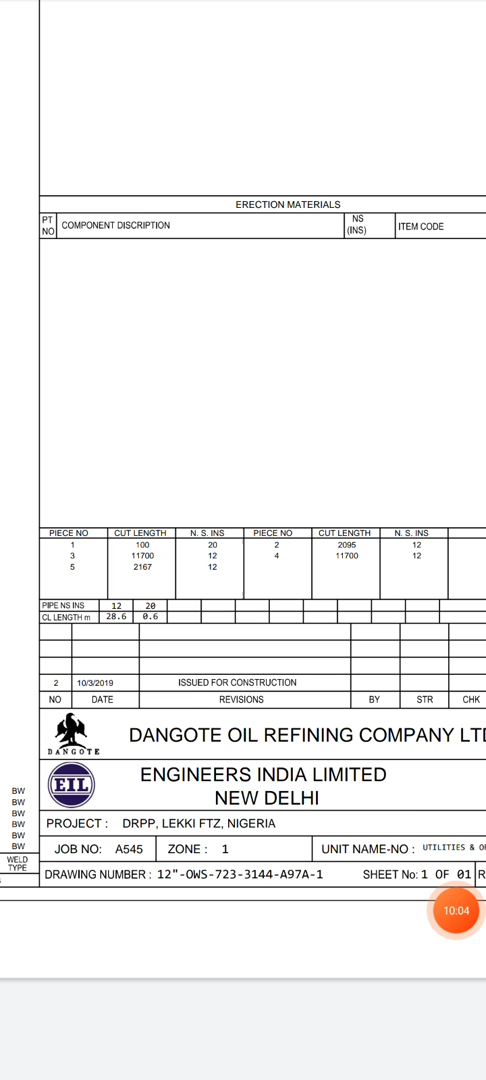 ERECTION MATERIALS
PT NO COMPONENT DISCRIPTION NS (INS) ITEM CODE
PIECE NO CUT LENGTH N. S. INS PIECE NO CUT LENGTH N. S. INS
1 100 20 2 2095 12
3 11700 12 4 11700 12
5 2167 12
PIPE NS INS 12 20
CL LENGTH m 28.6 0.6
2 10/3/2019 ISSUED FOR CONSTRUCTION
NO DATE REVISIONS BY STR CHK
DANGOTE
DANGOTE OIL REFINING COMPANY LTD
EIL
ENGINEERS INDIA LIMITED
NEW DELHI
BW
BW
BW
BW
BW
BW
PROJECT : DRPP, LEKKI FTZ, NIGERIA
JOB NO: A545 ZONE : 1 UNIT NAME-NO : UTILITIES &
WELD TYPE
DRAWING NUMBER : 12"-OWS-723-3144-A97A-1 SHEET No: 1 OF 01 R
10:04